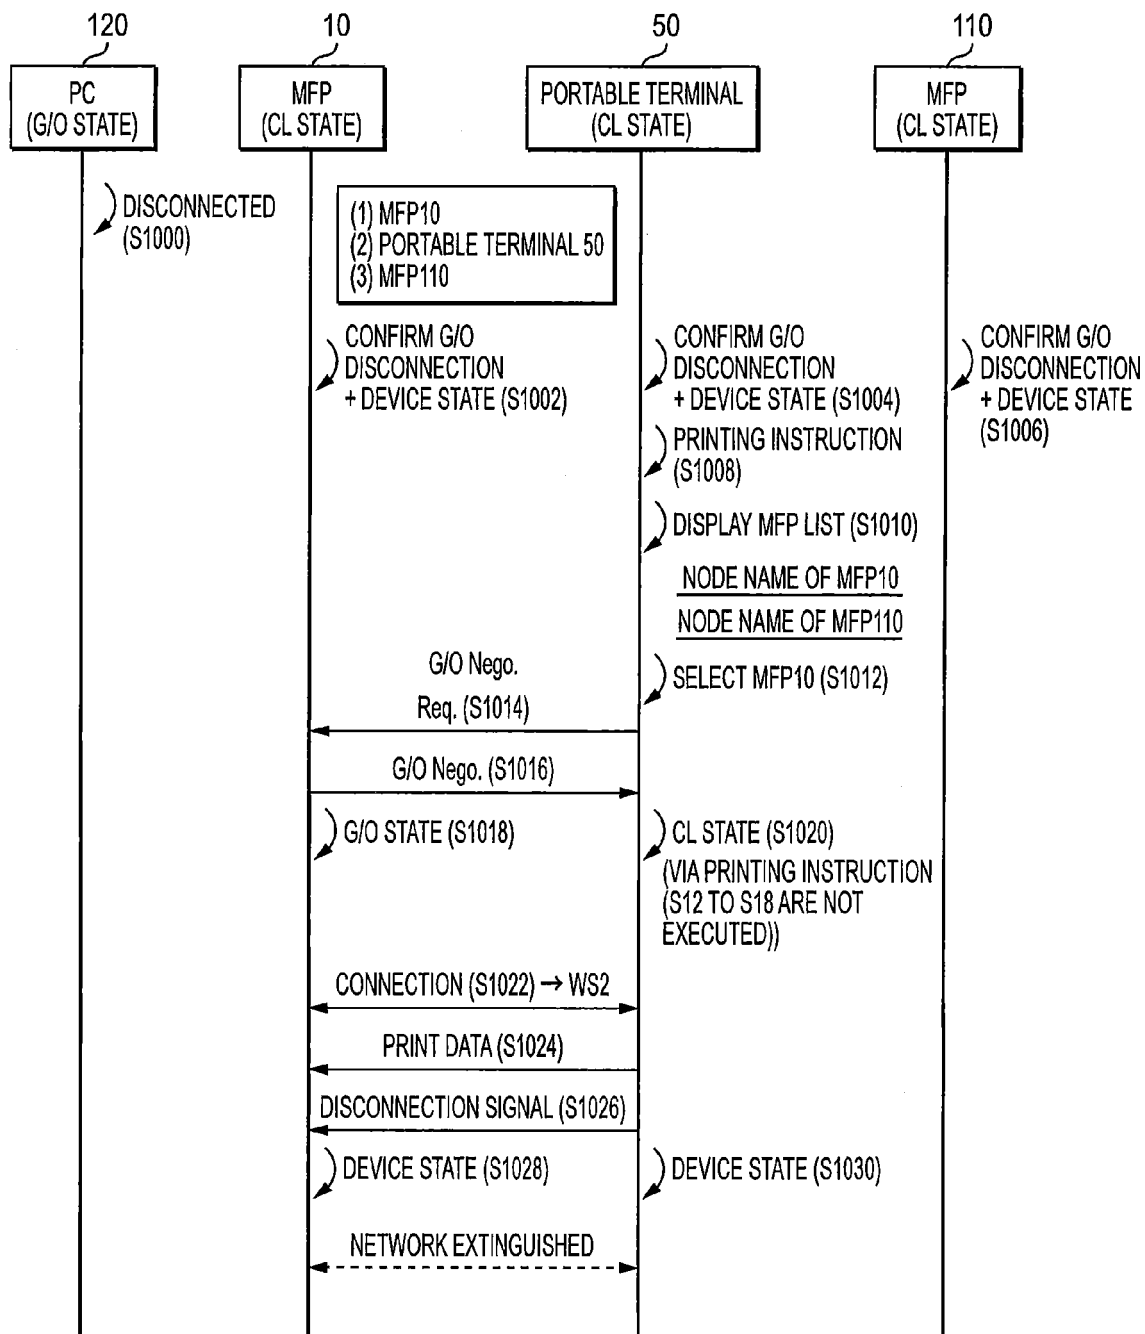 120
10
50
110
PC
(G/O STATE)
MFP
(CL STATE)
PORTABLE TERMINAL
(CL STATE)
MFP
(CL STATE)
DISCONNECTED
(S1000)
(1) MFP10
(2) PORTABLE TERMINAL 50
(3) MFP110
CONFIRM G/O
DISCONNECTION
+ DEVICE STATE (S1002)
CONFIRM G/O
DISCONNECTION
+ DEVICE STATE (S1004)
CONFIRM G/O
DISCONNECTION
+ DEVICE STATE
(S1006)
PRINTING INSTRUCTION
(S1008)
DISPLAY MFP LIST (S1010)
NODE NAME OF MFP10
NODE NAME OF MFP110
SELECT MFP10 (S1012)
G/O Nego.
Req. (S1014)
G/O Nego. (S1016)
G/O STATE (S1018)
CL STATE (S1020)
(VIA PRINTING INSTRUCTION
(S12 TO S18 ARE NOT
EXECUTED))
CONNECTION (S1022) → WS2
PRINT DATA (S1024)
DISCONNECTION SIGNAL (S1026)
DEVICE STATE (S1028)
DEVICE STATE (S1030)
NETWORK EXTINGUISHED